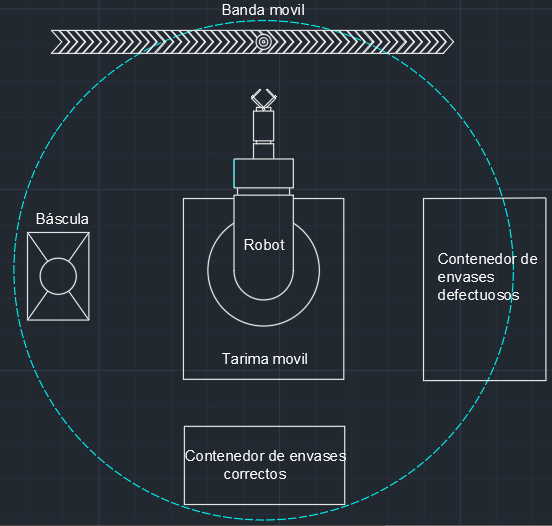 Banda movil
Báscula
Robot
Contenedor de
envases
defectuosos
Tarima movil
Contenedor de envases
correctos